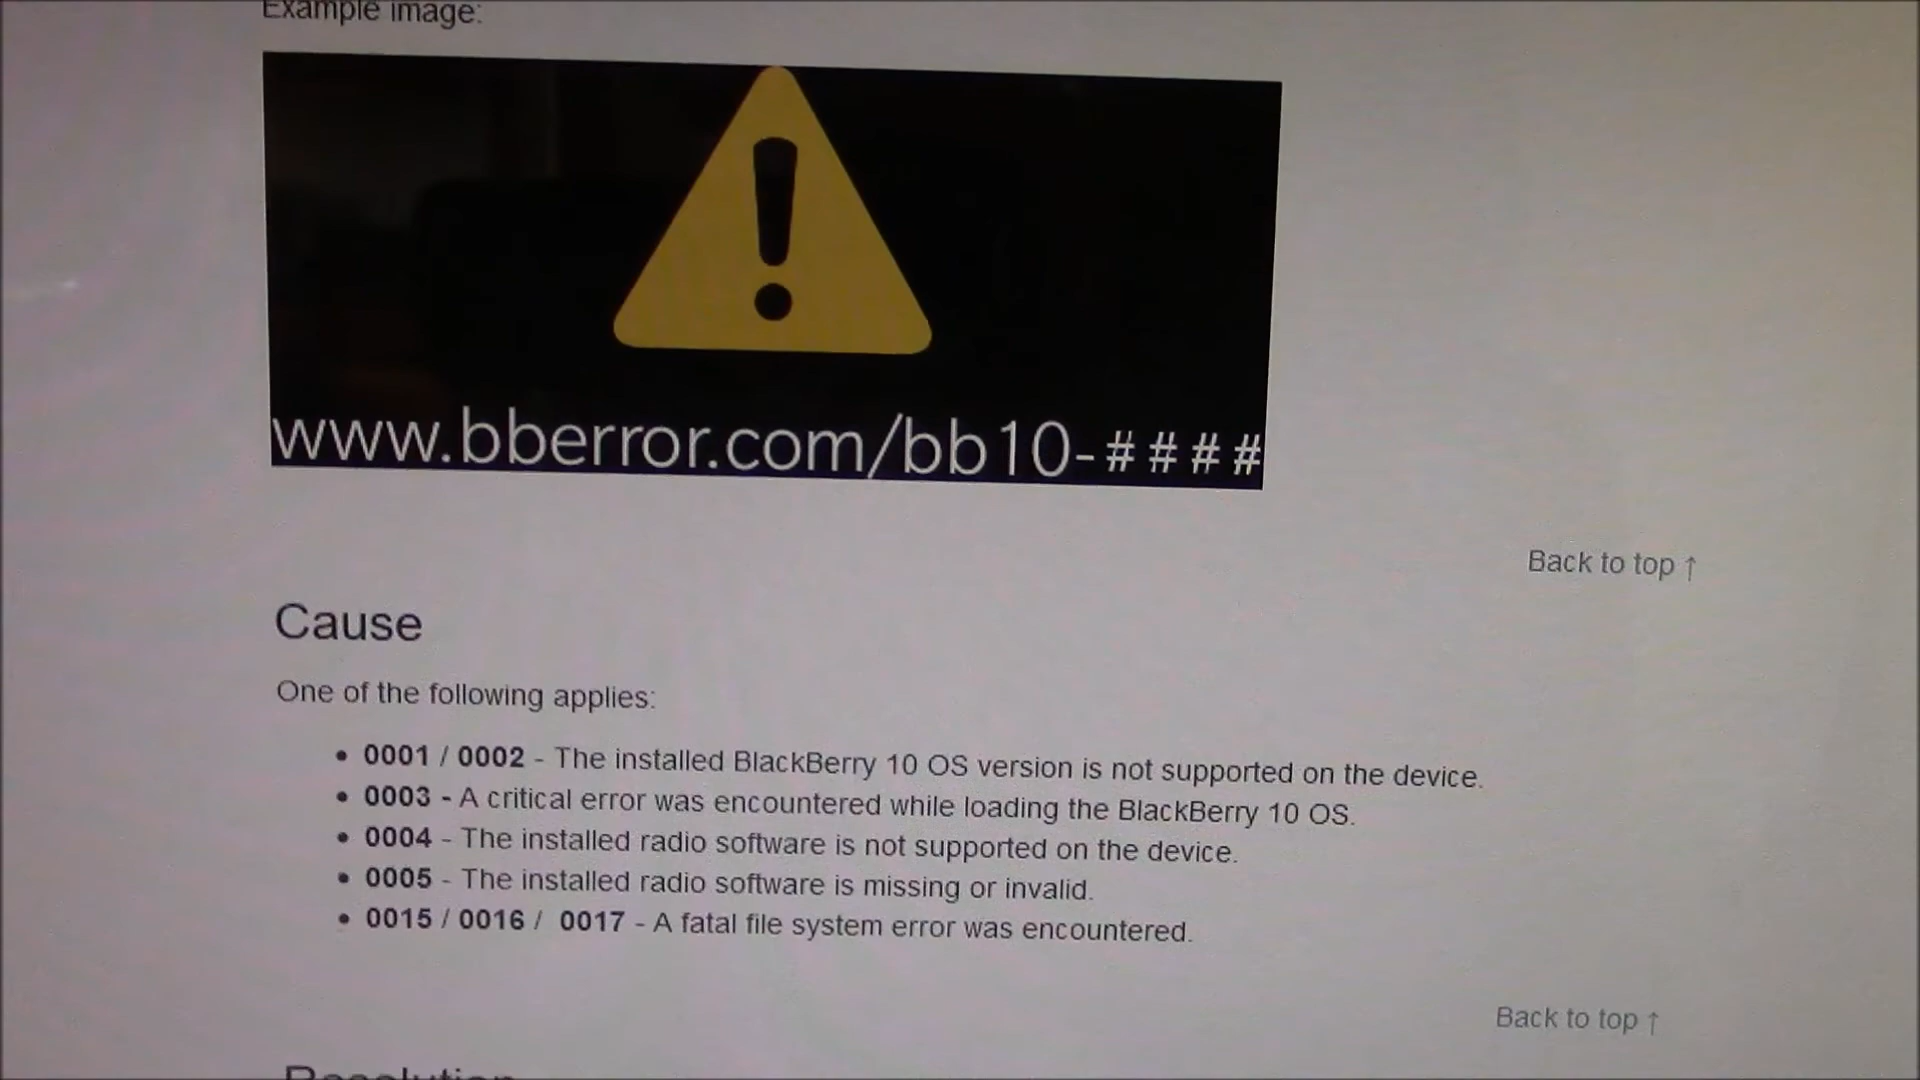 Example image:
www.bberror.com/bb10-####
Back to top ↑
Cause
One of the following applies:
• 0001 / 0002 - The installed BlackBerry 10 OS version is not supported on the device.
• 0003 - A critical error was encountered while loading the BlackBerry 10 OS.
• 0004 - The installed radio software is not supported on the device.
• 0005 - The installed radio software is missing or invalid.
• 0015 / 0016 / 0017 - A fatal file system error was encountered.
Back to top ↑
Resolution